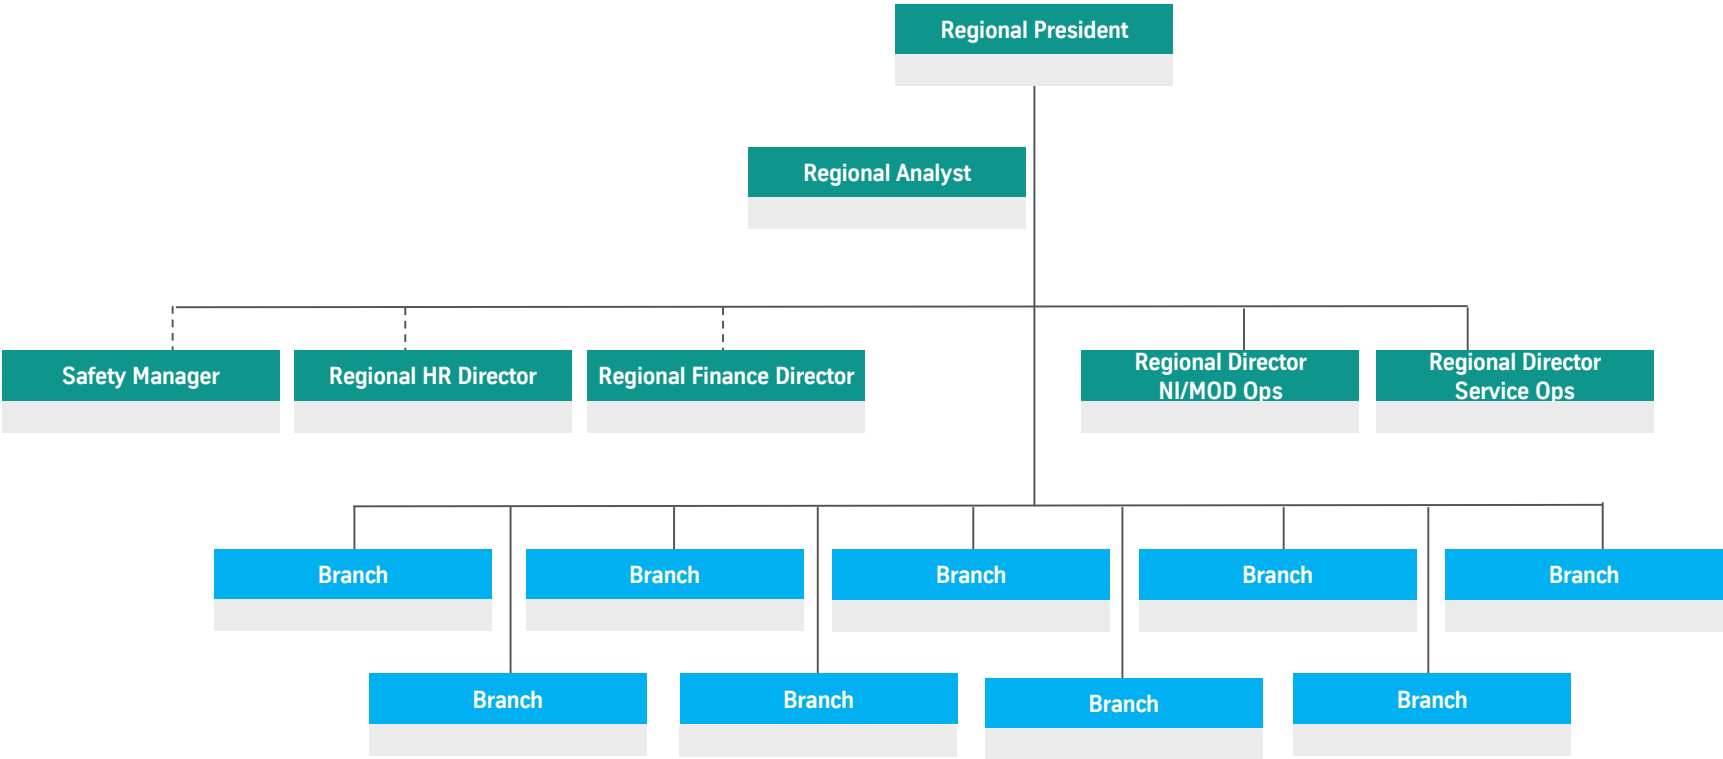 Regional President
Regional Analyst
Safety Manager
Regional HR Director
Regional Finance Director
Regional Director
NI/MOD Ops
Regional Director
Service Ops
Branch
Branch
Branch
Branch
Branch
Branch
Branch
Branch
Branch